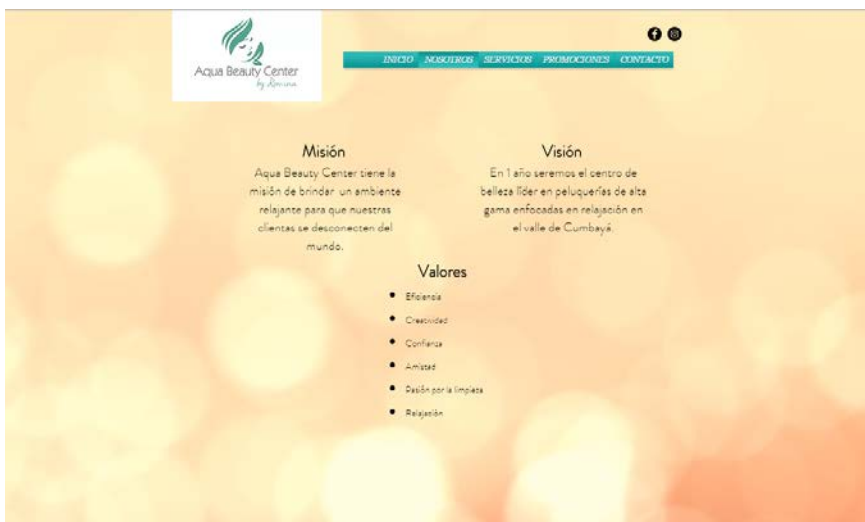 Aqua Beauty Center
by Romina
INICIO NOSOTROS SERVICIOS PROMOCIONES CONTACTO
Misión
Aqua Beauty Center tiene la
misión de brindar un ambiente
relajante para que nuestras
clientas se desconecten del
mundo.
Visión
En 1 año seremos el centro de
belleza líder en peluquerías de alta
gama enfocadas en relajación en
el valle de Cumbayá.
Valores
Eficiencia
Creatividad
Confianza
Amistad
Pasión por la limpieza
Relajación